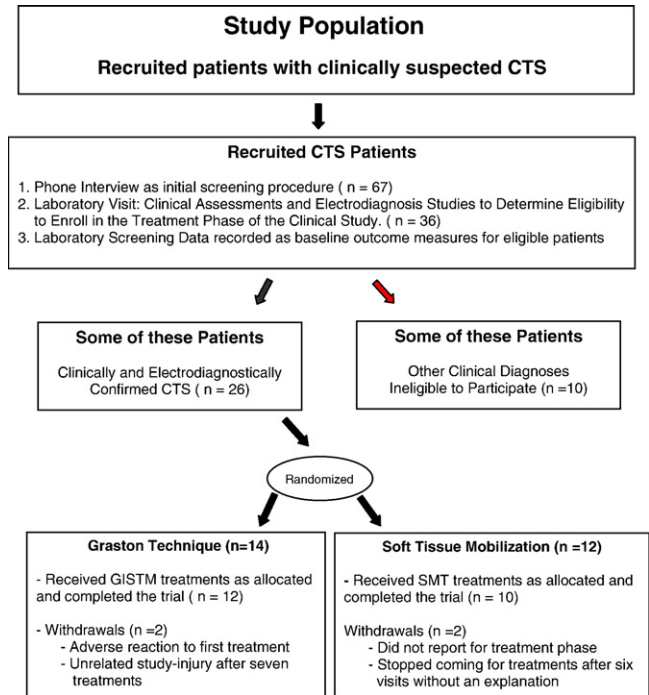 Study Population
Recruited patients with clinically suspected CTS
Recruited CTS Patients
1. Phone Interview as initial screening procedure ( n = 67)
2. Laboratory Visit: Clinical Assessments and Electrodiagnosis Studies to Determine Eligibility
to Enroll in the Treatment Phase of the Clinical Study. ( n = 36)
3. Laboratory Screening Data recorded as baseline outcome measures for eligible patients
Some of these Patients
Clinically and Electrodiagnostically
Confirmed CTS ( n = 26)
Some of these Patients
Other Clinical Diagnoses
Ineligible to Participate (n =10)
Randomized
Graston Technique (n=14)
- Received GISTM treatments as allocated
and completed the trial ( n = 12)
- Withdrawals (n =2)
- Adverse reaction to first treatment
- Unrelated study-injury after seven
treatments
Soft Tissue Mobilization (n =12)
- Received SMT treatments as allocated and
completed the trial ( n = 10)
Withdrawals (n =2)
- Did not report for treatment phase
- Stopped coming for treatments after six
visits without an explanation